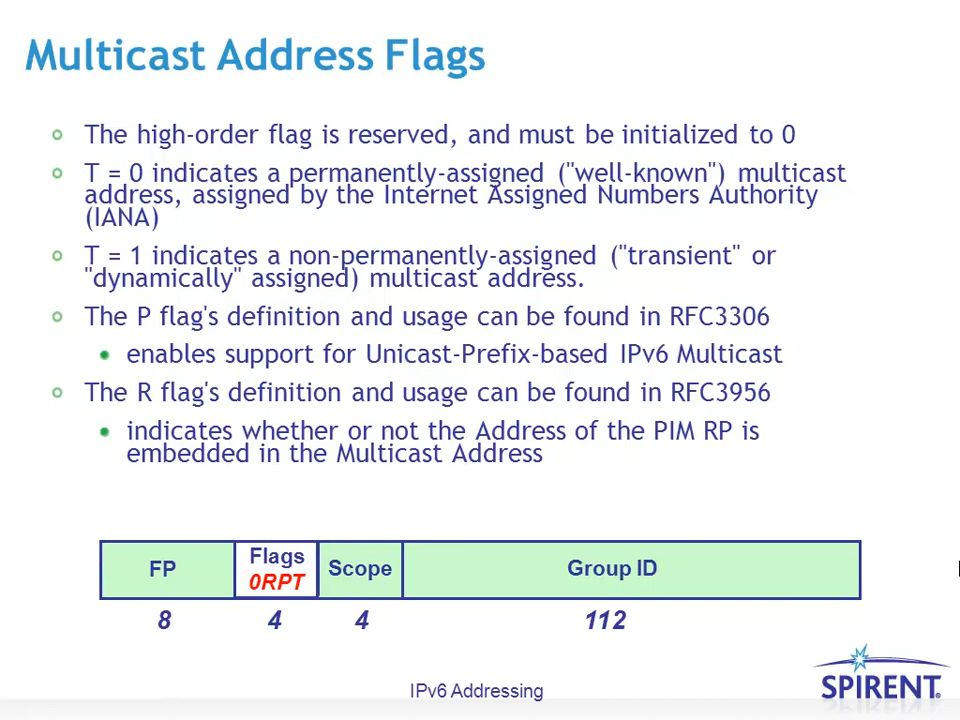 Multicast Address Flags
The high-order flag is reserved, and must be initialized to 0
T = 0 indicates a permanently-assigned ("well-known") multicast
address, assigned by the Internet Assigned Numbers Authority
(IANA)
T = 1 indicates a non-permanently-assigned ("transient" or
"dynamically" assigned) multicast address.
The P flag's definition and usage can be found in RFC3306
enables support for Unicast-Prefix-based IPv6 Multicast
The R flag's definition and usage can be found in RFC3956
indicates whether or not the Address of the PIM RP is
embedded in the Multicast Address
FP
Flags
0RPT
Scope
Group ID
8
4
4
112
IPv6 Addressing
SPIRENT®